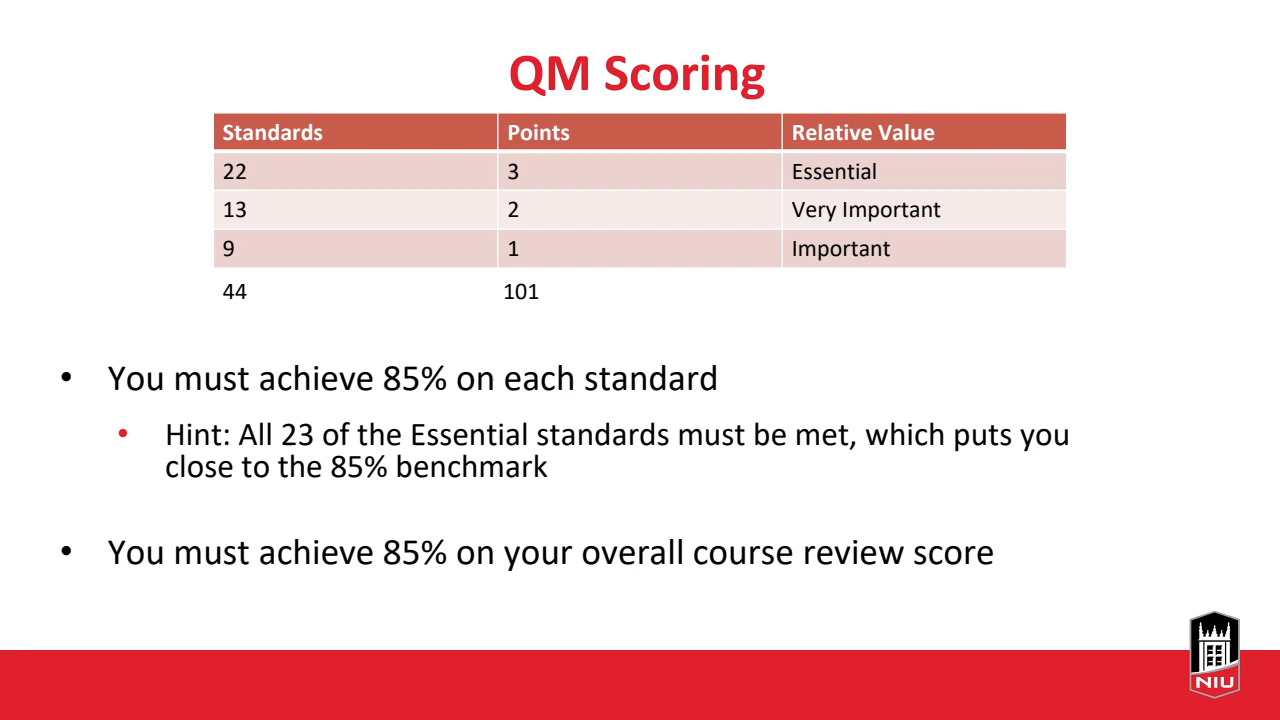 QM Scoring
Standards Points Relative Value
22 3 Essential
13 2 Very Important
9 1 Important
44 101
• You must achieve 85% on each standard
• Hint: All 23 of the Essential standards must be met, which puts you
close to the 85% benchmark
• You must achieve 85% on your overall course review score
NIU